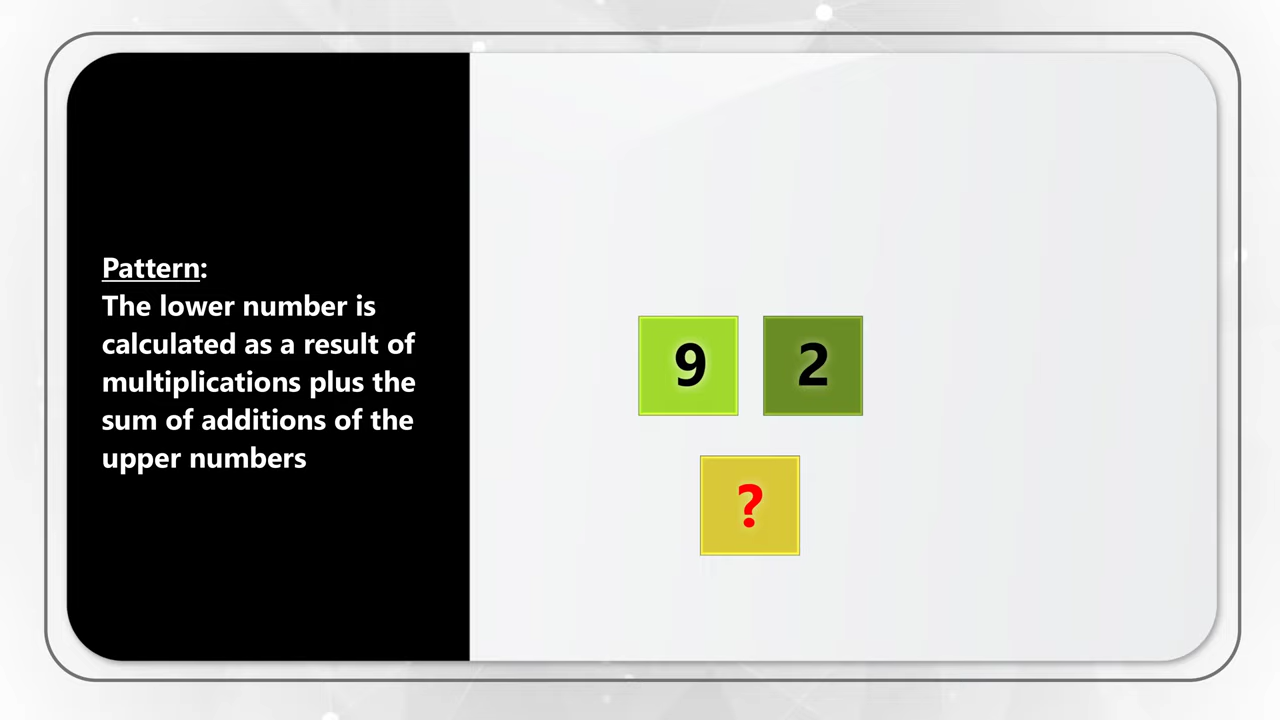 Pattern:
The lower number is
calculated as a result of
multiplications plus the
sum of additions of the
upper numbers
9 2
?